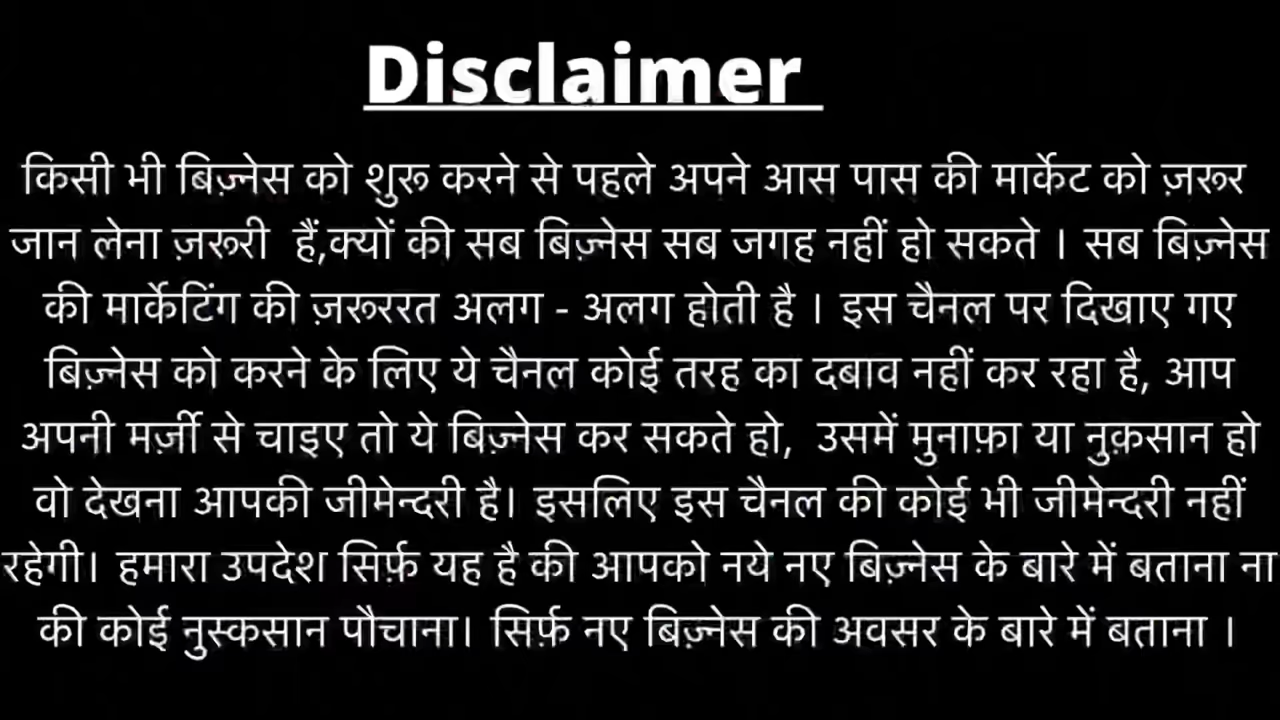 Disclaimer
किसी भी बिज़्नेस को शुरू करने से पहले अपने आस पास की मार्केट को ज़रूर
जान लेना ज़रूरी हैं,क्यों की सब बिज़्नेस सब जगह नहीं हो सकते । सब बिज़्नेस
की मार्केटिंग की ज़रूररत अलग - अलग होती है । इस चैनल पर दिखाए गए
बिज़्नेस को करने के लिए ये चैनल कोई तरह का दबाव नहीं कर रहा है, आप
अपनी मर्ज़ी से चाइए तो ये बिज़्नेस कर सकते हो, उसमें मुनाफ़ा या नुक़सान हो
वो देखना आपकी जीमेन्दरी है। इसलिए इस चैनल की कोई भी जीमेन्दरी नहीं
रहेगी। हमारा उपदेश सिर्फ़ यह है की आपको नये नए बिज़्नेस के बारे में बताना ना
की कोई नुस्कसान पौचाना। सिर्फ़ नए बिज़्नेस की अवसर के बारे में बताना ।